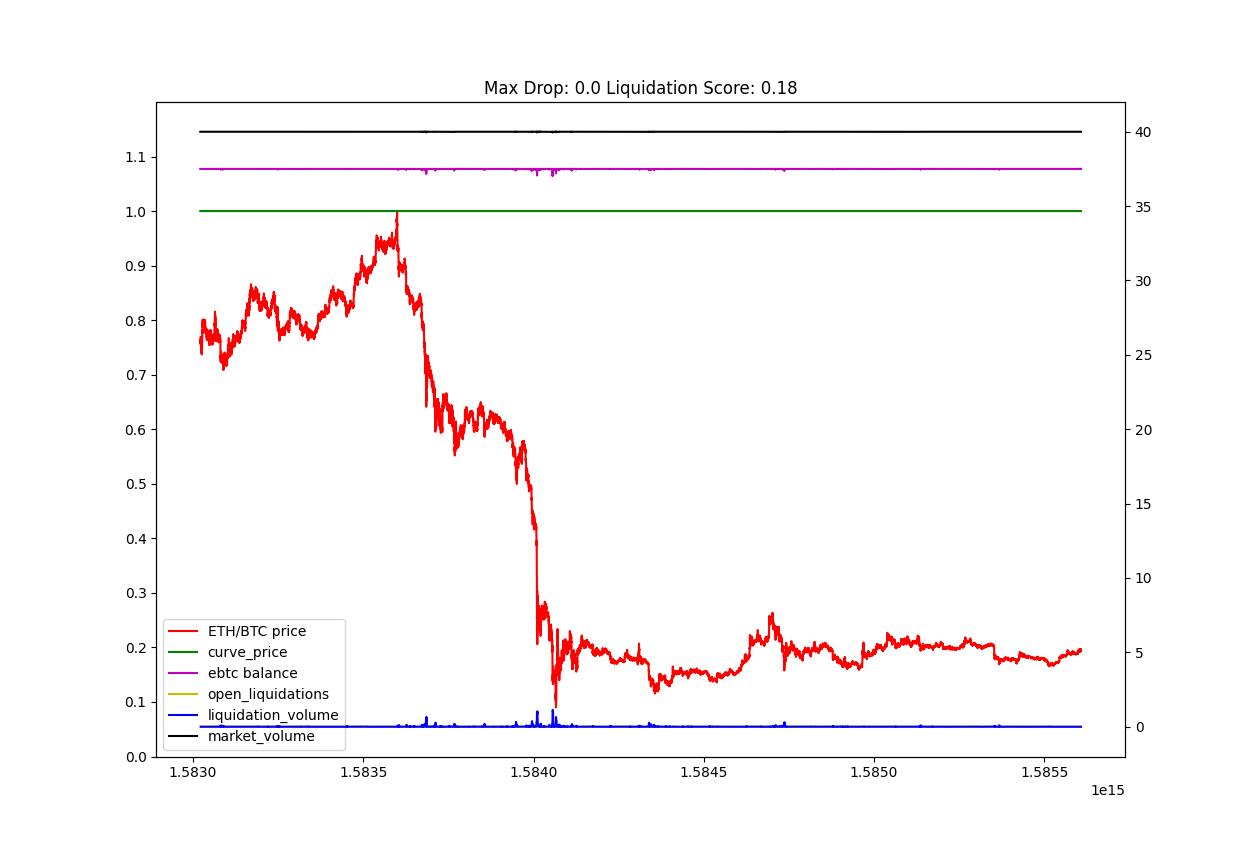 Max Drop: 0.0 Liquidation Score: 0.18
1.1
1.0
0.9
0.8
0.7
0.6
0.5
0.4
0.3
0.2
0.1
0.0
40
35
30
25
20
15
10
5
0
ETH/BTC price
curve_price
ebtc balance
open_liquidations
liquidation_volume
market_volume
1.5830 1.5835 1.5840 1.5845 1.5850 1.5855
1e15